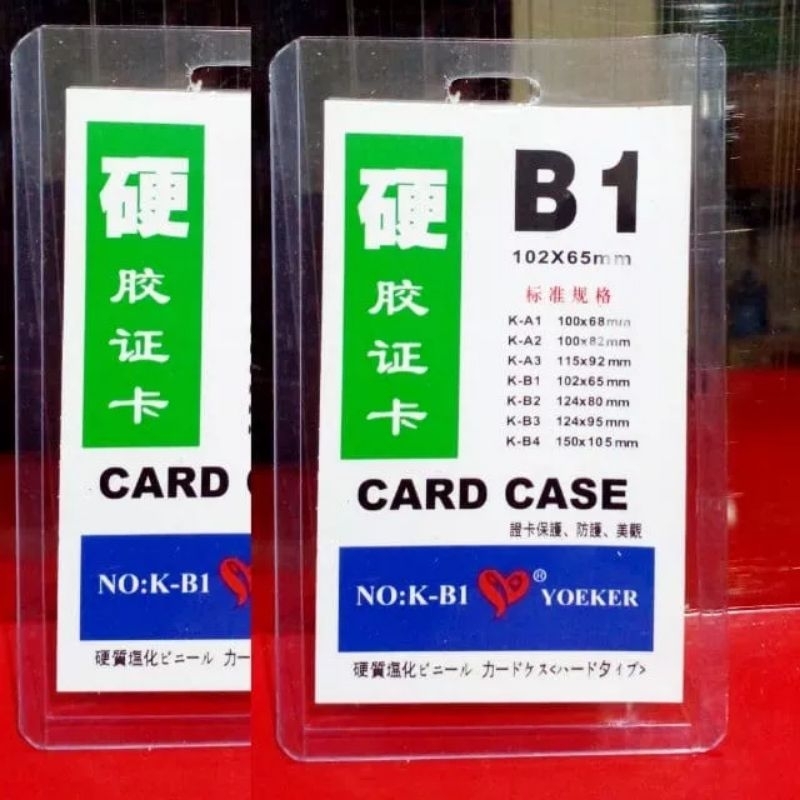 硬
胶
证
卡
CARD
NO:K-B1
硬質塩化ビニール カー
硬
胶
证
卡
B1
102X65mm
标准规格
K-A1 100x68mm
K-A2 100x82mm
K-A3 115x92mm
K-B1 102x65mm
K-B2 124x80mm
K-B3 124x95mm
K-B4 150x105mm
CARD CASE
證卡保護、防護、美觀
NO:K-B1 ® YOEKER
硬質塩化ビニール カードケス<ハードタイプ>